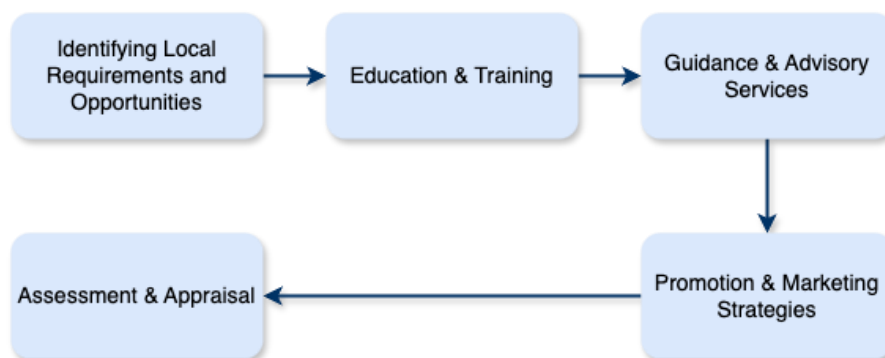 Identifying Local
Requirements and
Opportunities
Education & Training
Guidance & Advisory
Services
Promotion & Marketing
Strategies
Assessment & Appraisal